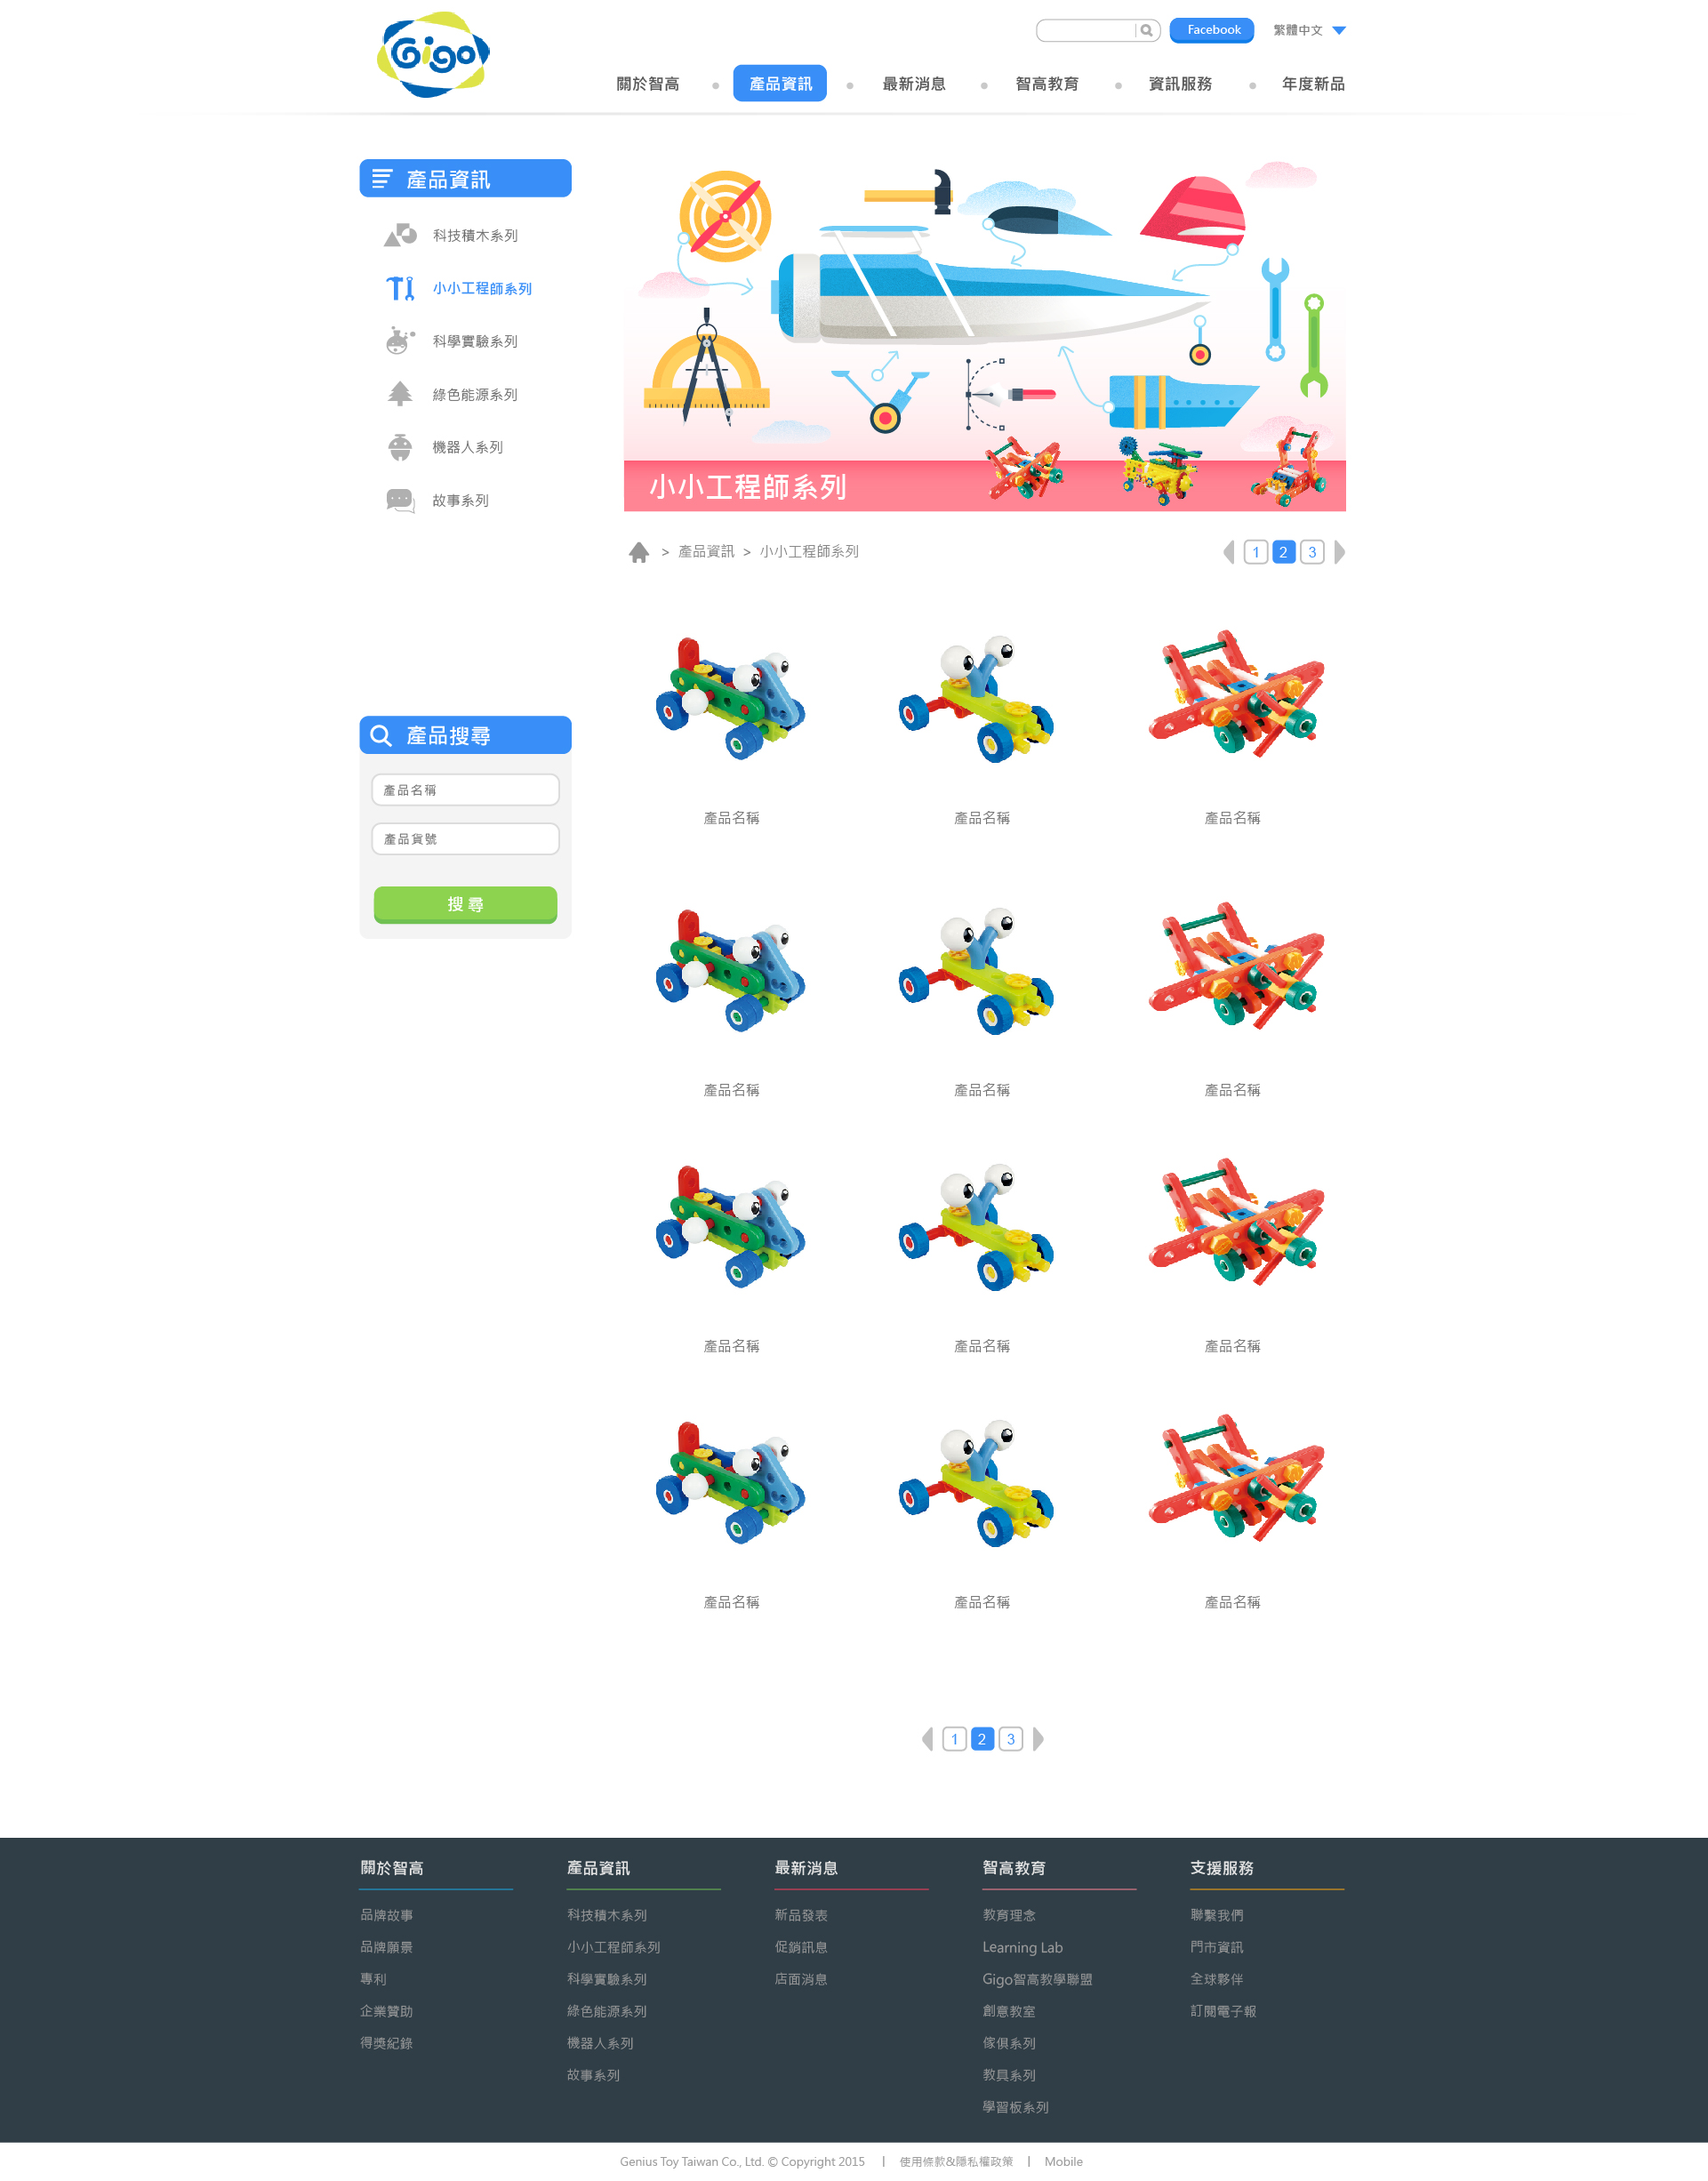 Gigo
Facebook
繁體中文
關於智高
產品資訊
最新消息
智高教育
資訊服務
年度新品
產品資訊
科技積木系列
小小工程師系列
科學實驗系列
綠色能源系列
機器人系列
故事系列
小小工程師系列
> 產品資訊 > 小小工程師系列
1 2 3
產品搜尋
產品名稱
產品貨號
搜尋
產品名稱
產品名稱
產品名稱
產品名稱
產品名稱
產品名稱
產品名稱
產品名稱
產品名稱
產品名稱
產品名稱
產品名稱
1 2 3
關於智高
品牌故事
品牌願景
專利
企業贊助
得獎紀錄
產品資訊
科技積木系列
小小工程師系列
科學實驗系列
綠色能源系列
機器人系列
故事系列
最新消息
新品發表
促銷訊息
店面消息
智高教育
教育理念
Learning Lab
Gigo智高教學聯盟
創意教室
傢俱系列
教具系列
學習板系列
支援服務
聯繫我們
門市資訊
全球夥伴
訂閱電子報
Genius Toy Taiwan Co., Ltd. © Copyright 2015 | 使用條款&隱私權政策 | Mobile